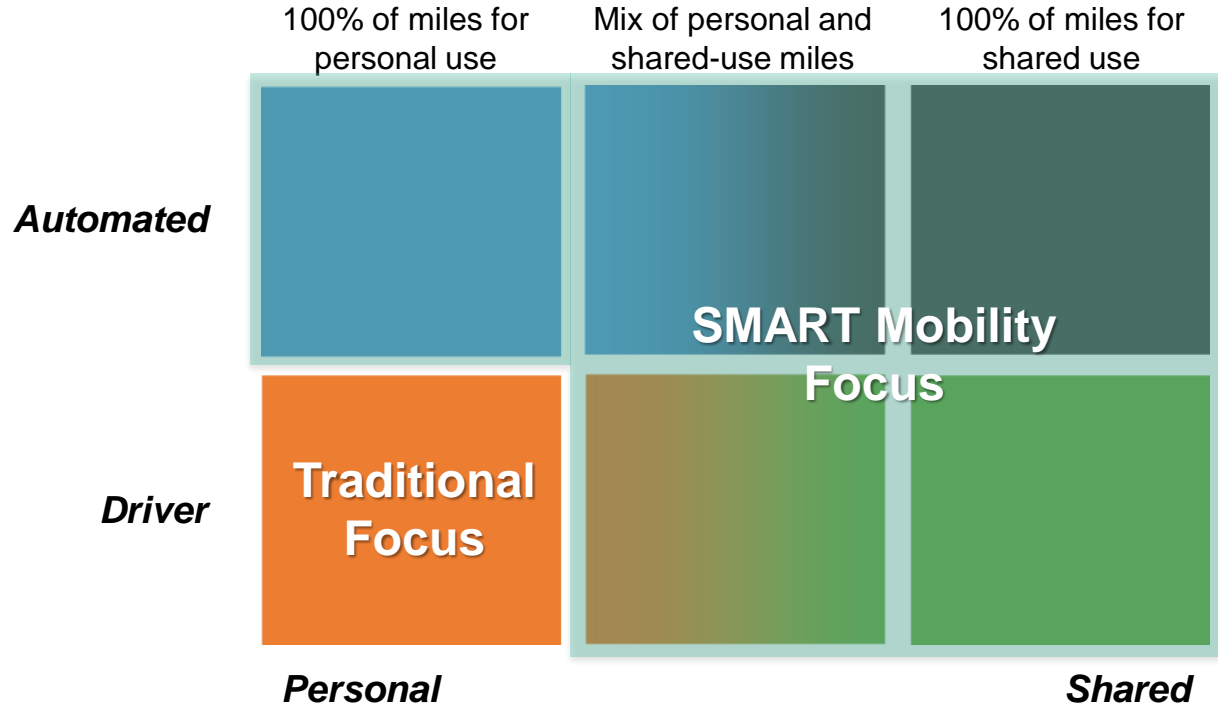 100% of miles for
personal use
Mix of personal and
shared-use miles
100% of miles for
shared use
Automated
SMART Mobility
Focus
Traditional
Focus
Driver
Personal
Shared